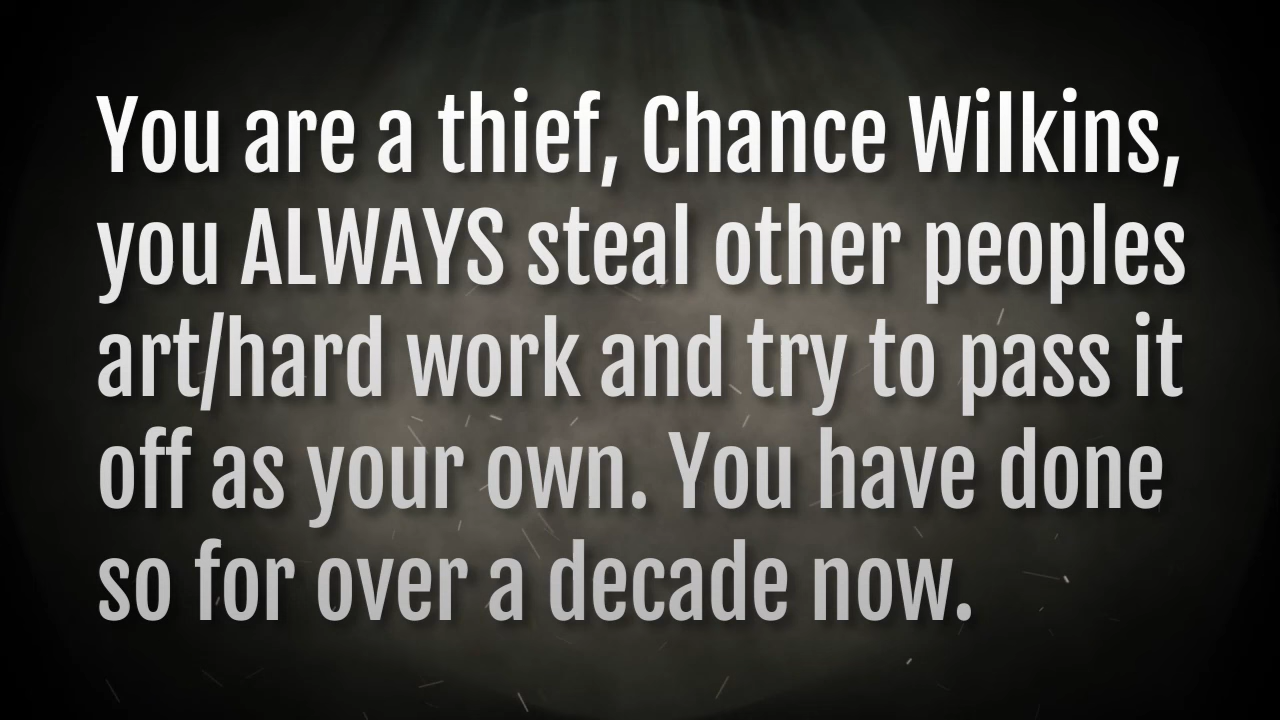 You are a thief, Chance Wilkins,
you ALWAYS steal other peoples
art/hard work and try to pass it
off as your own. You have done
so for over a decade now.